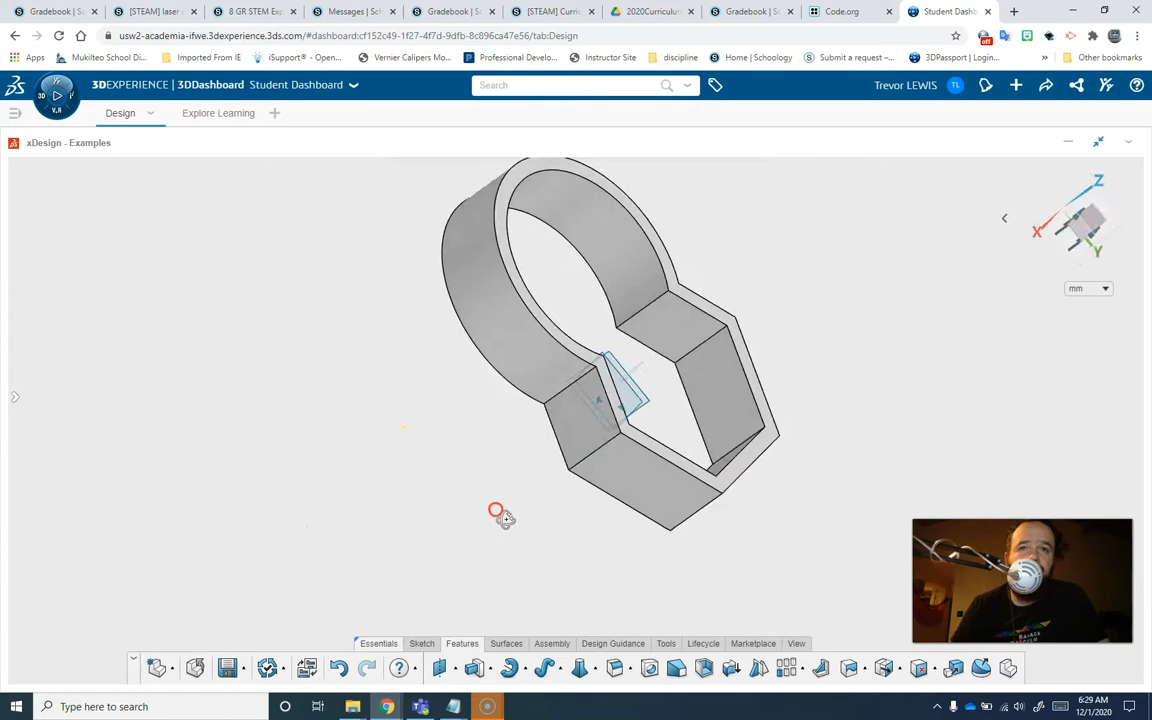 Gradebook | Sc
[STEAM] laser c
8 GR STEM Exp
Messages | Sch
Gradebook | Sc
[STEAM] Curric
2020Curriculun
Gradebook | Sc
Code.org
Student Dashb
usw2-academia-ifwe.3dexperience.3ds.com/#dashboard:cf152c49-1f27-4f7d-9dfb-8c896ca47e56/tab:Design
Apps
Mukilteo School Di...
Imported From IE
iSupport® - Open...
Vernier Calipers Mo...
Professional Develo...
Instructor Site
discipline
Home | Schoology
Submit a request –...
3DPassport | Login...
»
Other bookmarks
3DEXPERIENCE | 3DDashboard Student Dashboard
Search
Trevor LEWIS
TL
3D
V.R
Design
Explore Learning
xDesign - Examples
Z
X
Y
mm
Essentials
Sketch
Features
Surfaces
Assembly
Design Guidance
Tools
Lifecycle
Marketplace
View
Type here to search
6:29 AM
12/1/2020